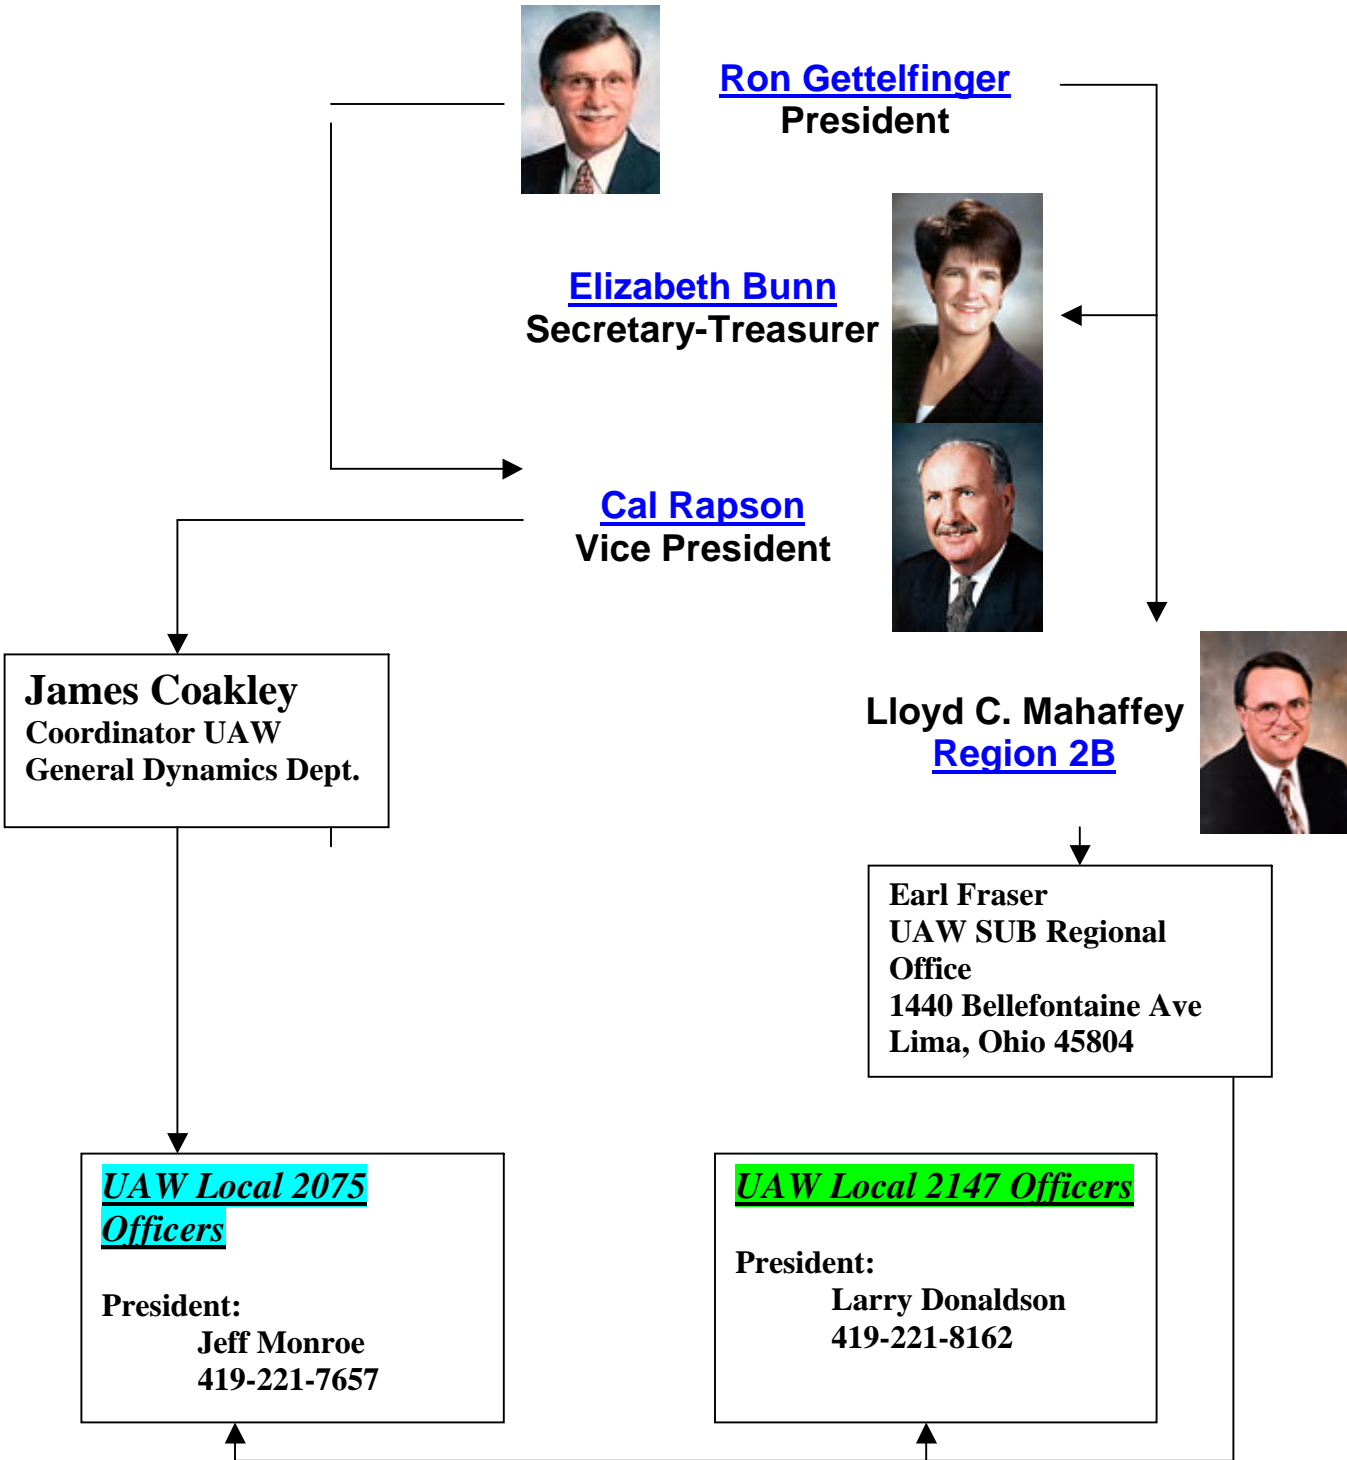 Ron Gettelfinger
President
Elizabeth Bunn
Secretary-Treasurer
Cal Rapson
Vice President
James Coakley
Coordinator UAW
General Dynamics Dept.
Lloyd C. Mahaffey
Region 2B
Earl Fraser
UAW SUB Regional
Office
1440 Bellefontaine Ave
Lima, Ohio 45804
UAW Local 2075
Officers
President:
Jeff Monroe
419-221-7657
UAW Local 2147 Officers
President:
Larry Donaldson
419-221-8162